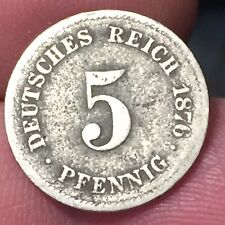 DEUTSCHES REICH 1876
5
PFENNIG